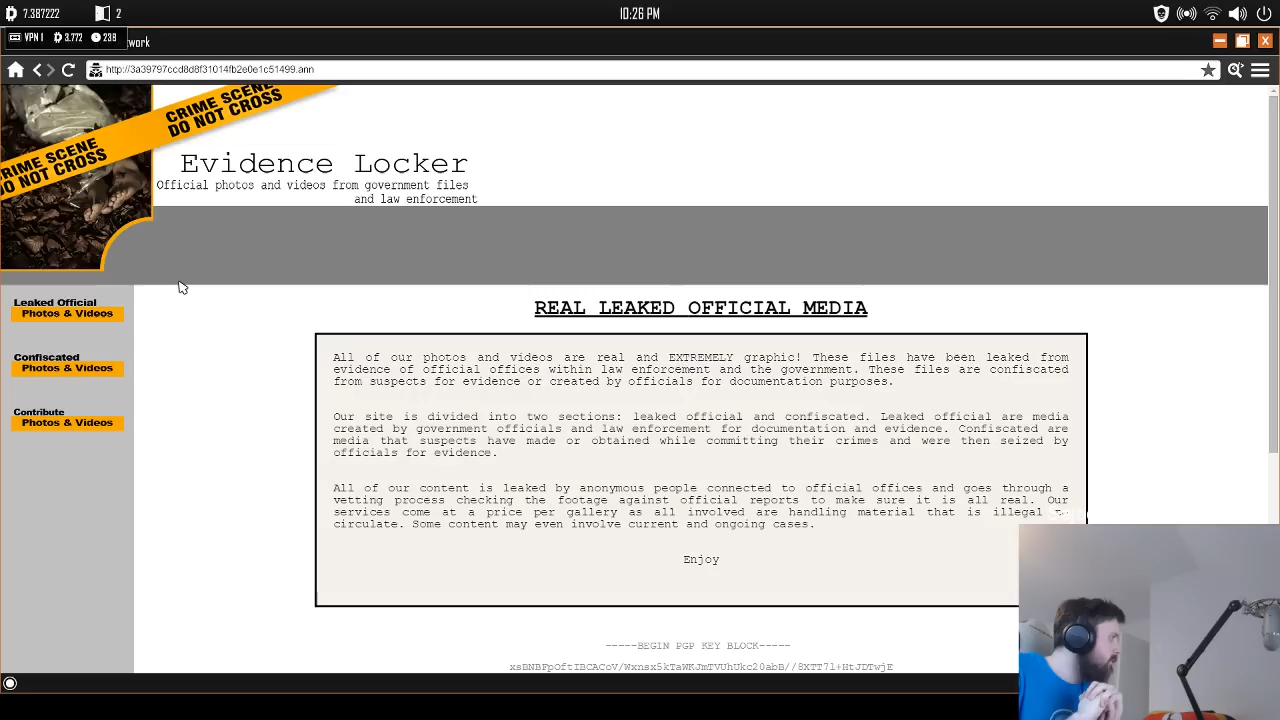 7.387222
2
10:26 PM
VPN 1 3.772 238
work
http://3a39797ccd8d8f31014fb2e0e1c51499.ann
CRIME SCENE
DO NOT CROSS
CRIME SCENE
DO NOT CROSS
Evidence Locker
Official photos and videos from government files
and law enforcement
Leaked Official
Photos & Videos
Confiscated
Photos & Videos
Contribute
Photos & Videos
REAL LEAKED OFFICIAL MEDIA
All of our photos and videos are real and EXTREMELY graphic! These files have been leaked from
evidence of official offices within law enforcement and the government. These files are confiscated
from suspects for evidence or created by officials for documentation purposes.
Our site is divided into two sections: leaked official and confiscated. Leaked official are media
created by government officials and law enforcement for documentation and evidence. Confiscated are
media that suspects have made or obtained while committing their crimes and were then seized by
officials for evidence.
All of our content is leaked by anonymous people connected to official offices and goes through a
vetting process checking the footage against official reports to make sure it is all real. Our
services come at a price per gallery as all involved are handling material that is illegal
circulate. Some content may even involve current and ongoing cases.
Enjoy
-----BEGIN PGP KEY BLOCK-----
xsBNBFpOftIBCACoV/Wxnsx5kTaWKJmTVUhUkc20abB//8XTT7l+HtJDTwjE